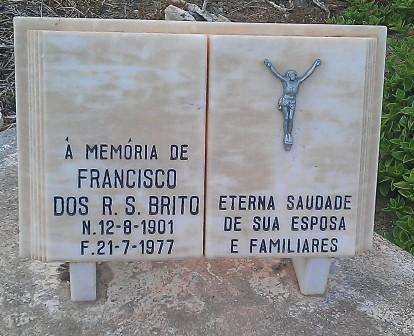 À MEMÓRIA DE
FRANCISCO
DOS R. S. BRITO
N.12-8-1901
F.21-7-1977
ETERNA SAUDADE
DE SUA ESPOSA
E FAMILIARES